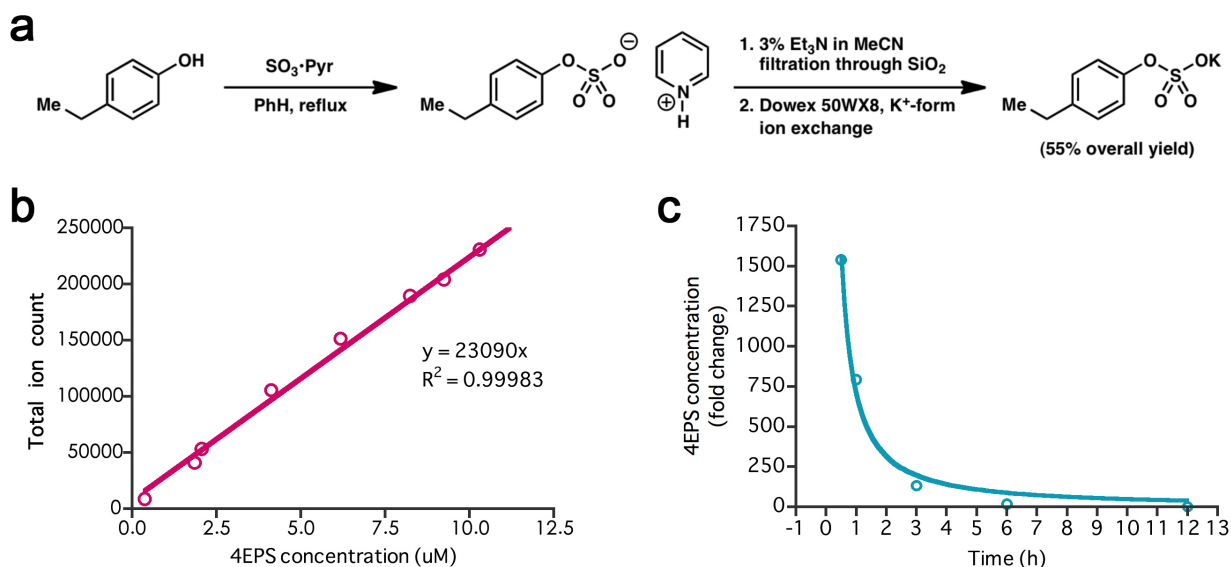 a
OH
Me
SO3·Pyr
PhH, reflux
O
S
O
⊖
O O
Me
N
⊕
H
1. 3% Et3N in MeCN
filtration through SiO2
2. Dowex 50WX8, K+-form
ion exchange
O
S
OK
O O
Me
(55% overall yield)
b
Total ion count
250000
200000
150000
100000
50000
0
0.0 2.5 5.0 7.5 10.0 12.5
4EPS concentration (uM)
y = 23090x
R2 = 0.99983
c
4EPS concentration
(fold change)
1750
1500
1250
1000
750
500
250
0
-1 0 1 2 3 4 5 6 7 8 9 10 11 12 13
Time (h)